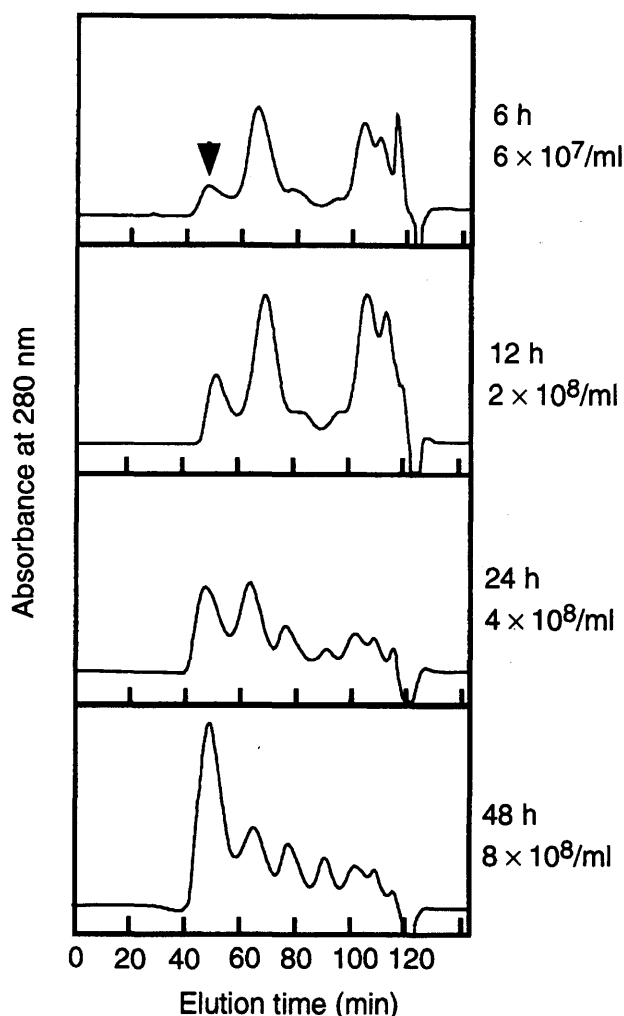 6 h
6 × 10⁷/ml
12 h
2 × 10⁸/ml
24 h
4 × 10⁸/ml
48 h
8 × 10⁸/ml
Absorbance at 280 nm
0 20 40 60 80 100 120
Elution time (min)